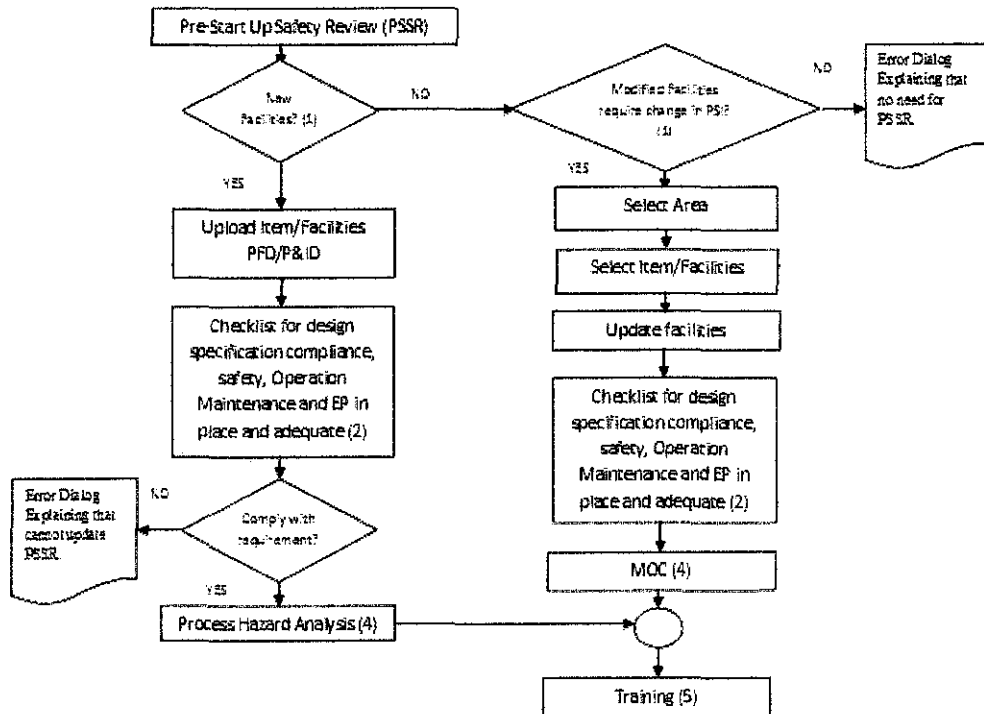 Pre-Start Up Safety Review (PSSR)
New
Facilities? (1)
NO
Modified Facilities
require change in PSI?
(1)
NO
Error Dialog
Explaining that
no need for
PSSR
YES
YES
Upload Item/Facilities
PFD/P&ID
Select Area
Select Item/Facilities
Update facilities
Checklist for design
specification compliance,
safety, Operation
Maintenance and EP in
place and adequate (2)
Checklist for design
specification compliance,
safety, Operation
Maintenance and EP in
place and adequate (2)
Error Dialog
Explaining that
cannot update
PSSR
NO
Comply with
requirement?
YES
MOC (4)
Process Hazard Analysis (4)
Training (5)